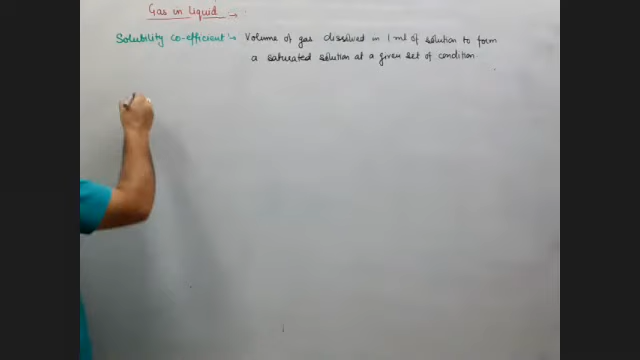 Gas in liquid →
Solubility co-efficient :→ Volume of gas dissolved in 1 ml of solution to form
a saturated solution at a given set of condition